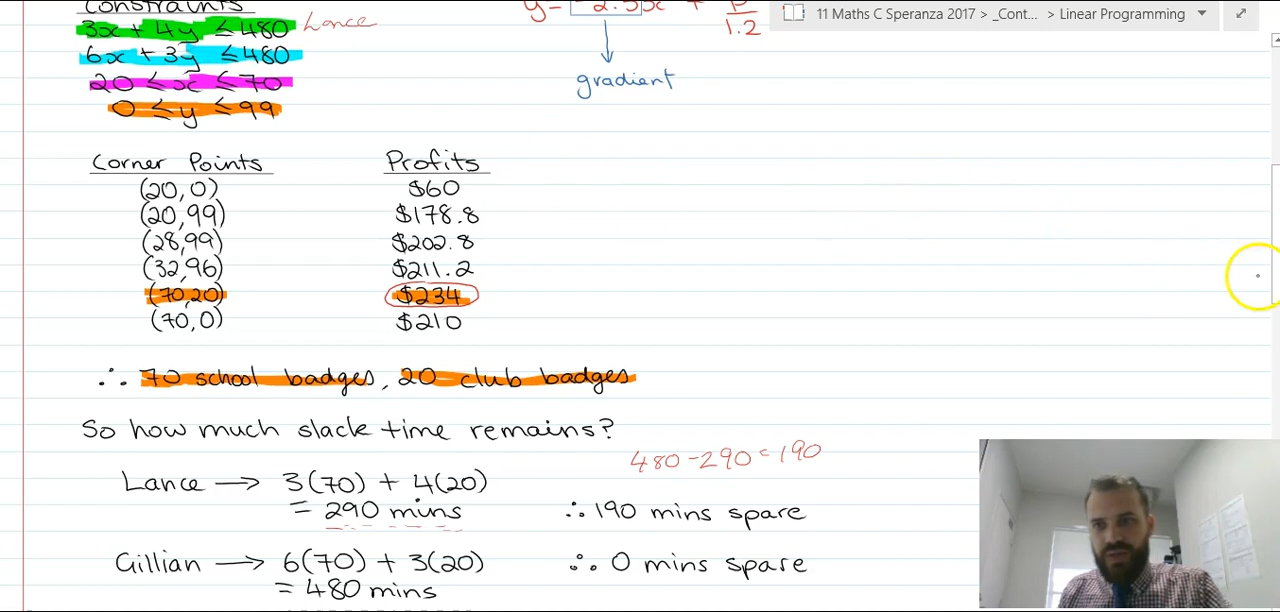 Constraints
y= -2.5x + P/1.2
11 Maths C Speranza 2017 > _Cont... > Linear Programming
3x + 4y ≤ 480 Lance
6x + 3y ≤ 480
20 ≤ x ≤ 70
0 ≤ y ≤ 99
gradient
Corner Points Profits
(20,0) $60
(20,99) $178.8
(28,99) $202.8
(32,96) $211.2
(70,20) $234
(70,0) $210
∴ 70 school badges, 20 club badges
So how much slack time remains?
480-290=190
Lance → 3(70) + 4(20)
= 290 mins ∴ 190 mins spare
Gillian → 6(70) + 3(20) ∴ 0 mins spare
= 480 mins